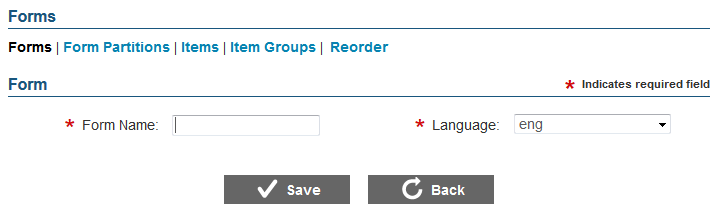 Forms
Forms | Form Partitions | Items | Item Groups | Reorder
Form * Indicates required field
* Form Name: * Language: eng
Save Back